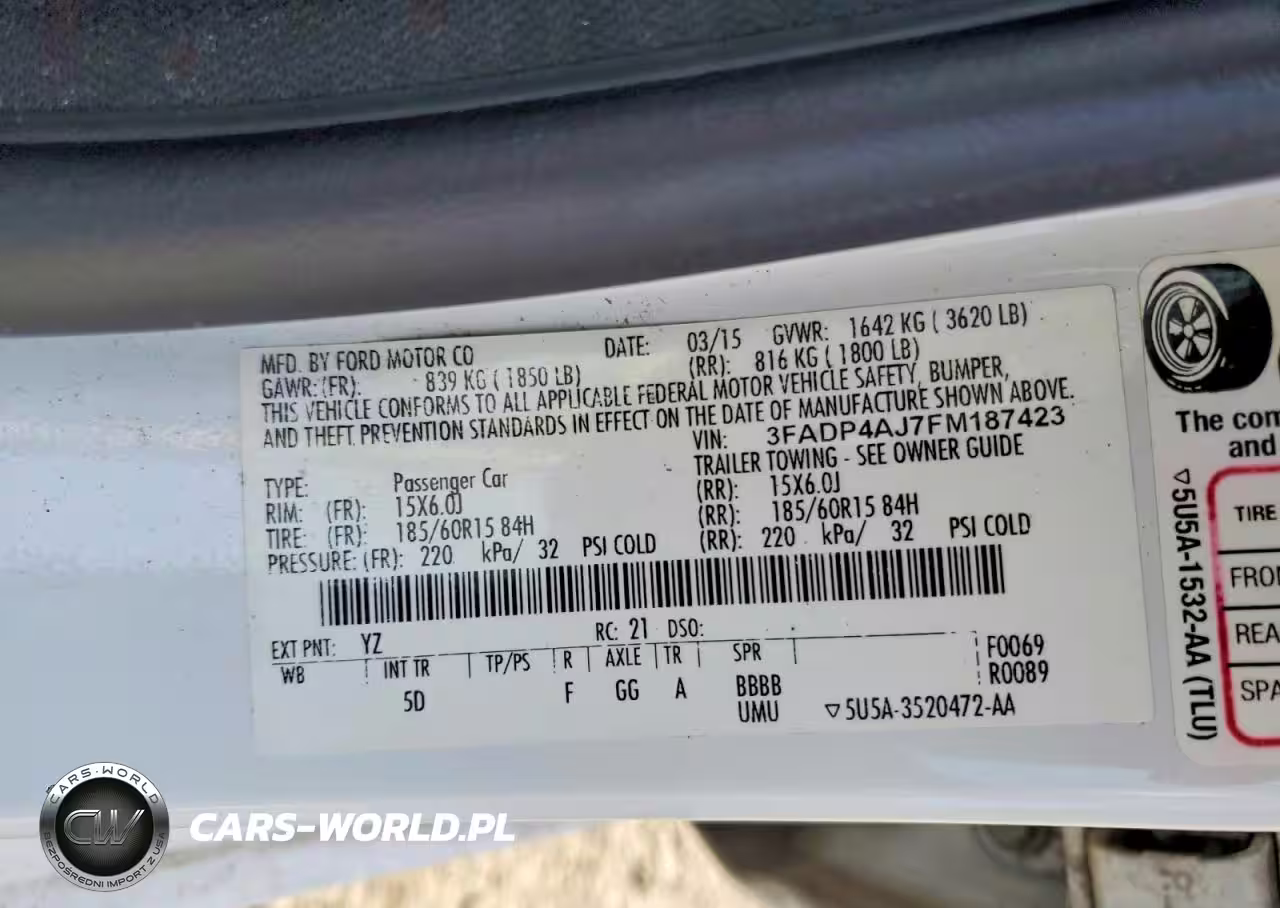 MFD. BY FORD MOTOR CO DATE: 03/15 GVWR: 1642 KG ( 3620 LB)
GAWR: (FR): 839 KG ( 1850 LB) (RR): 816 KG ( 1800 LB)
THIS VEHICLE CONFORMS TO ALL APPLICABLE FEDERAL MOTOR VEHICLE SAFETY, BUMPER,
AND THEFT PREVENTION STANDARDS IN EFFECT ON THE DATE OF MANUFACTURE SHOWN ABOVE.
VIN: 3FADP4AJ7FM187423
TYPE: Passenger Car TRAILER TOWING - SEE OWNER GUIDE
RIM: (FR): 15X6.0J (RR): 15X6.0J
TIRE: (FR): 185/60R15 84H (RR): 185/60R15 84H
PRESSURE: (FR): 220 kPa/ 32 PSI COLD (RR): 220 kPa/ 32 PSI COLD
EXT PNT: YZ RC: 21 DSO:
WB INT TR TP/PS R AXLE TR SPR F0069
R0089
5D F GG A BBBB
UMU ▽5U5A-3520472-AA
The con
and
▽5U5A-1532-AA (TLU)
TIRE
FRON
REA
SPA
CARS-WORLD
CW
BEZPOŚREDNI IMPORT Z USA
CARS-WORLD.PL